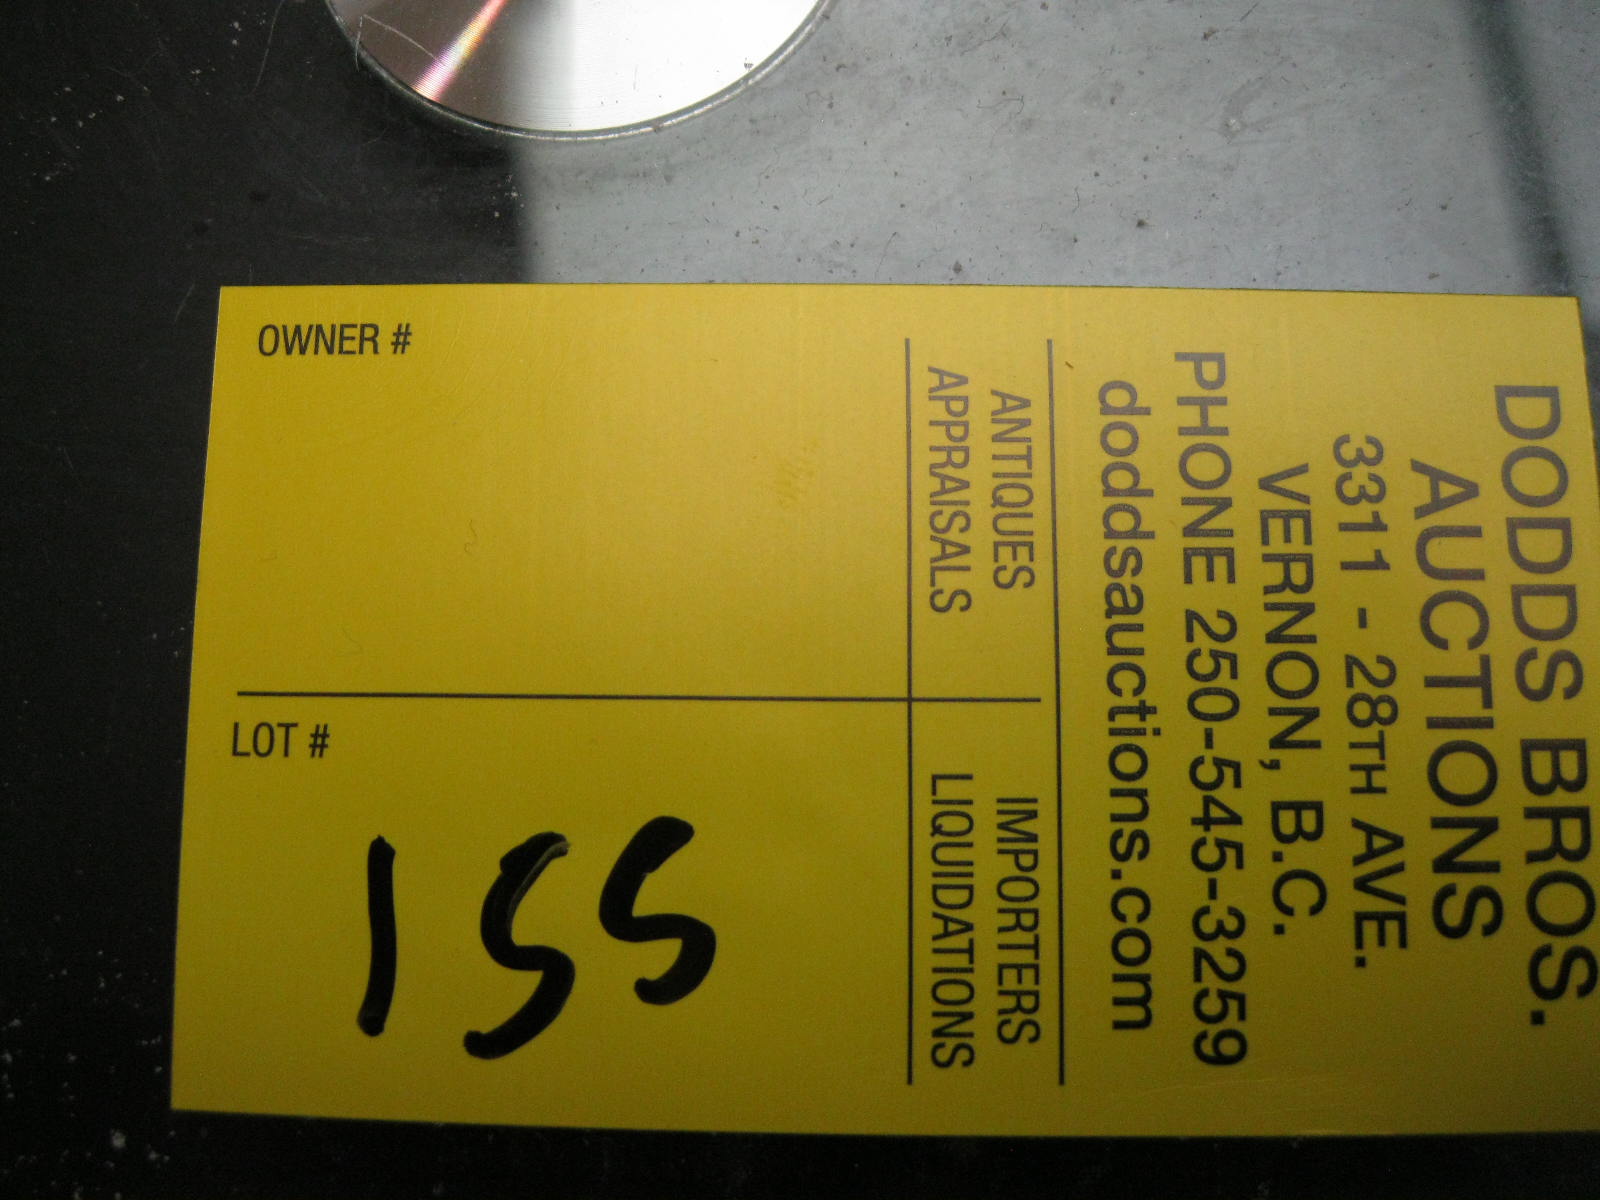 DODDS BROS.
AUCTIONS
3311 - 28TH AVE.
VERNON, B.C.
PHONE 250-545-3259
doddsauctions.com
ANTIQUES IMPORTERS
APPRAISALS LIQUIDATIONS
OWNER #
LOT #
155